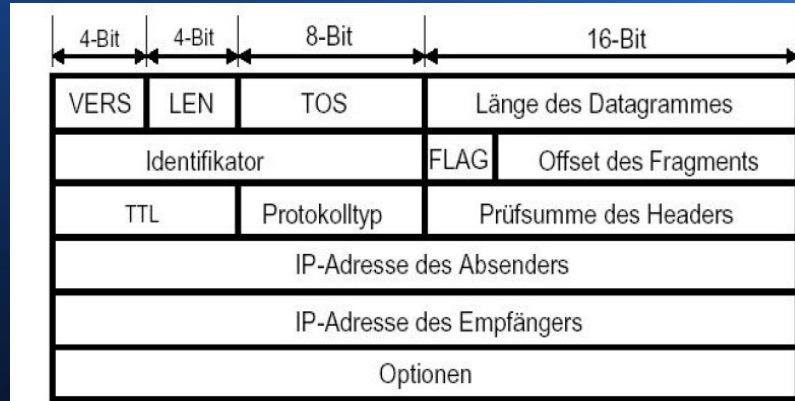 4-Bit 4-Bit 8-Bit 16-Bit
VERS LEN TOS Länge des Datagrammes
Identifikator FLAG Offset des Fragments
TTL Protokolltyp Prüfsumme des Headers
IP-Adresse des Absenders
IP-Adresse des Empfängers
Optionen